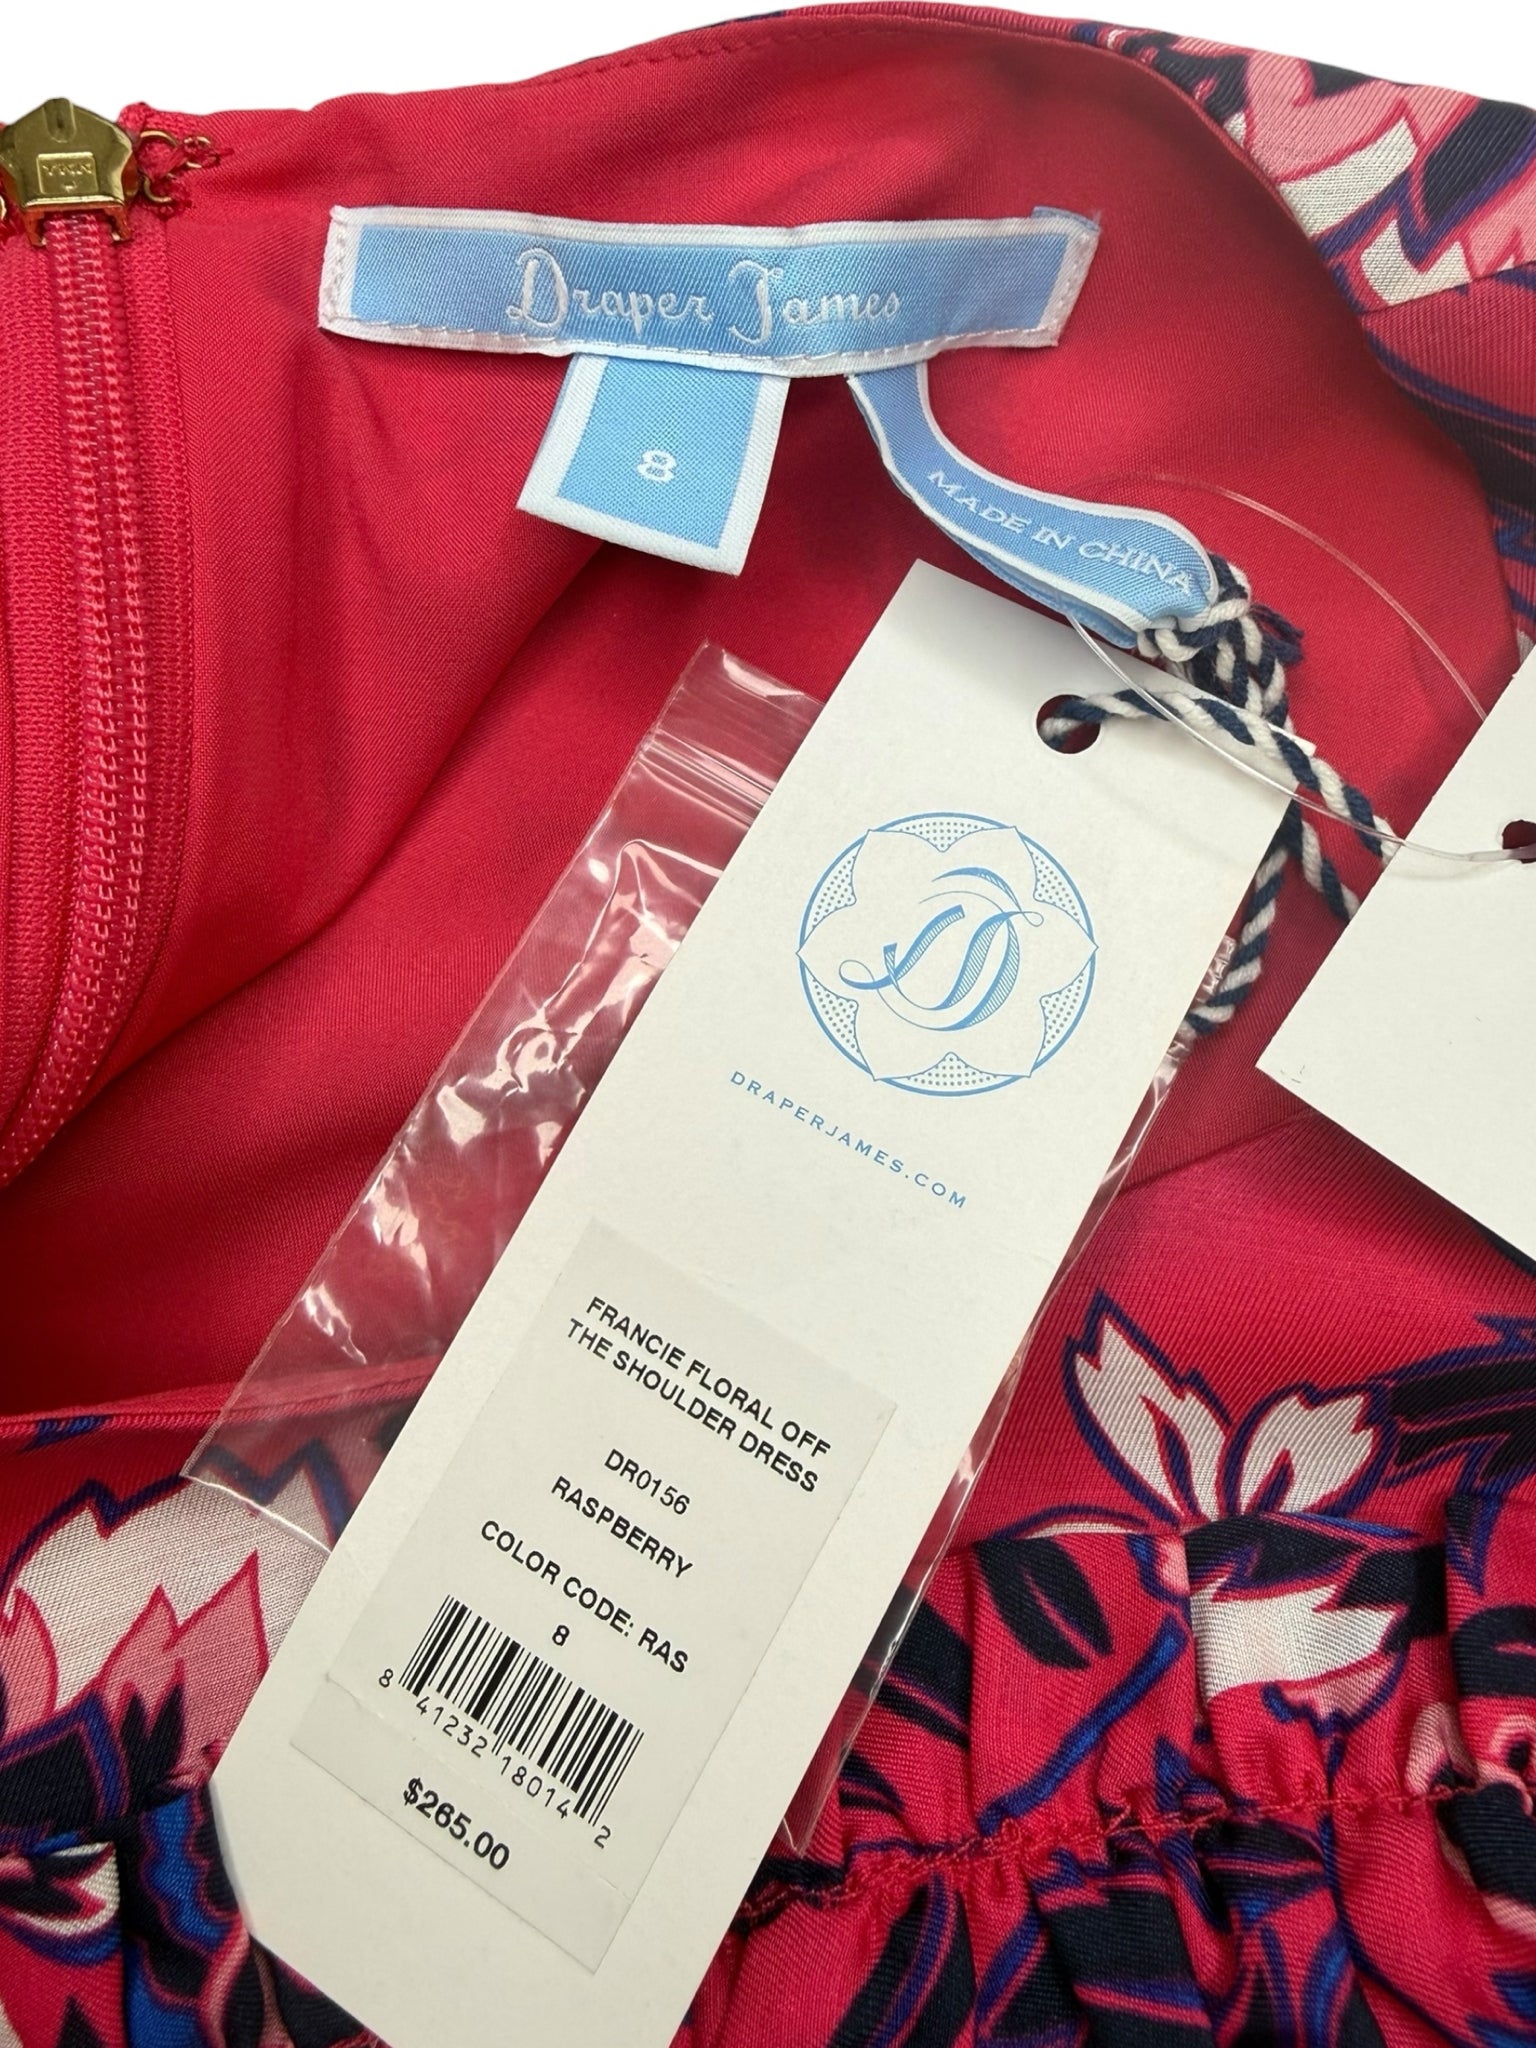 YKK
Draper James
8
MADE IN CHINA
D
DRAPERJAMES.COM
FRANCIE FLORAL OFF
THE SHOULDER DRESS
DR0156
RASPBERRY
COLOR CODE: RAS
8
8 41232 18014 2
$265.00